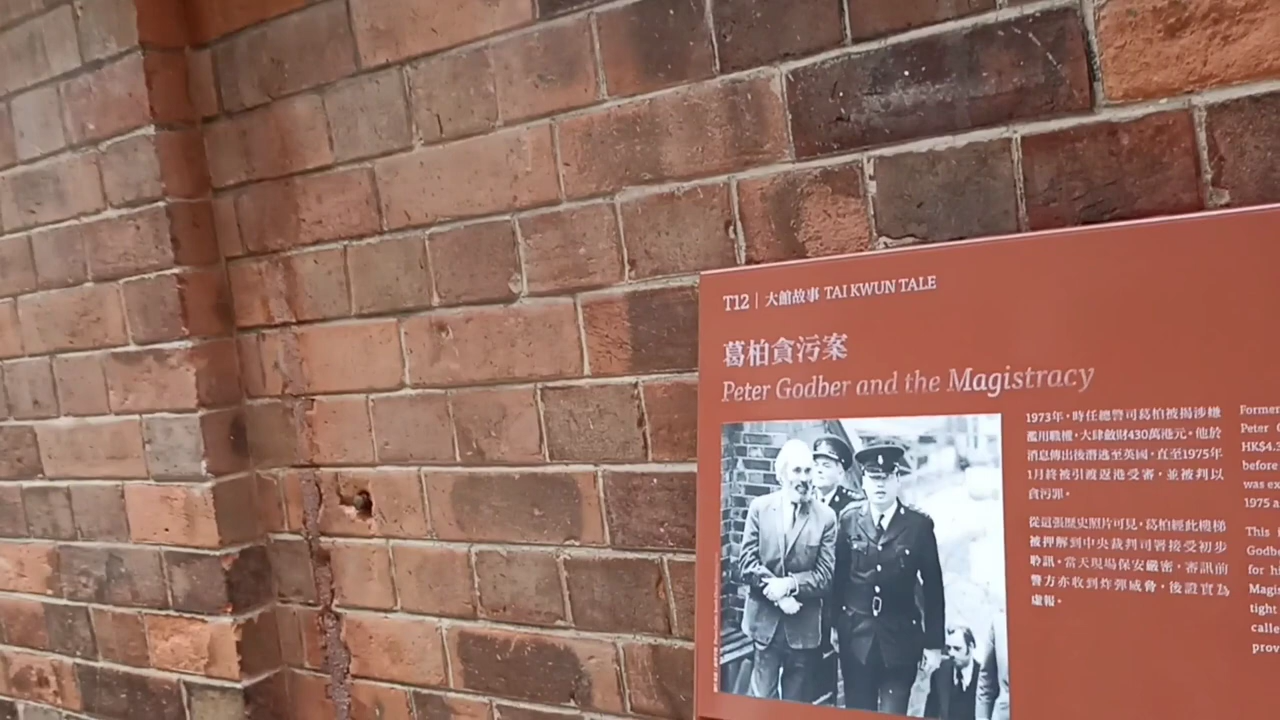 T12 | 大館故事 TAI KWUN TALE
葛柏貪污案
Peter Godber and the Magistracy
1973年，時任總警司葛柏被揭涉嫌
濫用職權，大肆斂財430萬港元。他於
消息傳出後潛逃至英國，直至1975年
1月終被引渡返港受審，並被判以
貪污罪。
從這張歷史照片可見，葛柏經此樓梯
被押解到中央裁判司署接受初步
聆訊。當天現場保安嚴密，審訊前
警方亦收到炸彈威脅，後證實為
虛報。
Former
Peter
HK$4.
before
was ex
1975 a
This
Godbe
for hi
Magis
tight
calle
prov